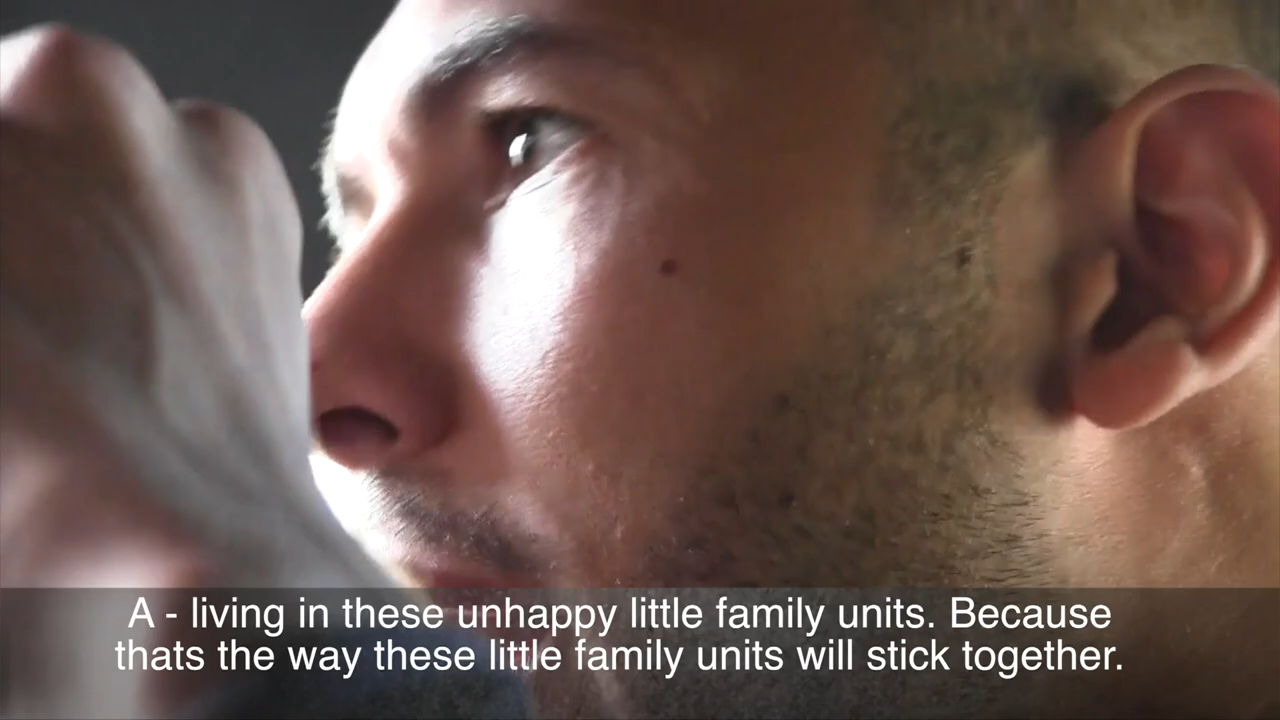 A - living in these unhappy little family units. Because
thats the way these little family units will stick together.